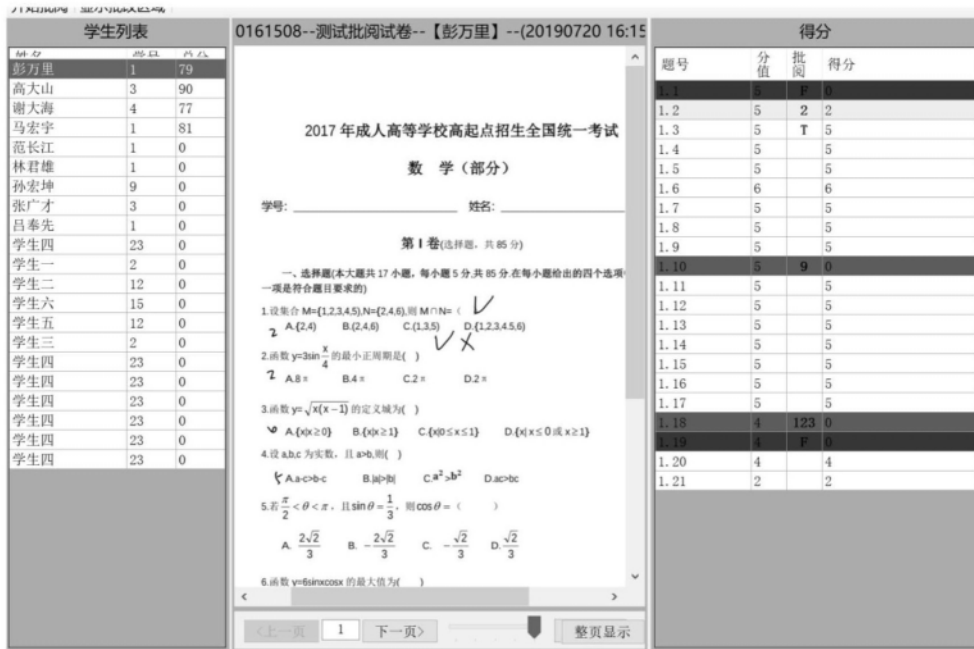 开始批阅 显示批改区域
学生列表
姓名 学号 总分
彭万里 1 79
高大山 3 90
谢大海 4 77
马宏宇 1 81
范长江 1 0
林君雄 1 0
孙宏坤 9 0
张广才 3 0
吕奉先 1 0
学生四 23 0
学生一 2 0
学生二 12 0
学生六 15 0
学生五 12 0
学生三 2 0
学生四 23 0
学生四 23 0
学生四 23 0
学生四 23 0
学生四 23 0
学生四 23 0
0161508--测试批阅试卷--【彭万里】--(20190720 16:15
2017 年成人高等学校高起点招生全国统一考试
数 学（部分）
学号: 姓名:
第 I 卷(选择题，共 85 分)
一、选择题(本大题共 17 小题，每小题 5 分,共 85 分.在每小题给出的四个选项
一项是符合题目要求的)
1.设集合 M={1,2,3,4,5),N={2,4,6),则 M∩N=（
2 A.{2,4) B.(2,4,6) C.(1,3,5) D.{1,2,3,4.5,6)
2.函数 y=3sin x/4 的最小正周期是( )
2 A.8π B.4π C.2π D.2π
3.函数 y=√x(x−1) 的定义城为( )
A.{x|x≥0} B.{x|x≥1} C.{x|0≤x≤1} D.{x|x≤0 或 x≥1}
4.设 a,b,c 为实数，且 a>b,则( )
A.a-c>b-c B.|a|>|b| C.a²>b² D.ac>bc
5.若 π/2<θ<π，且 sinθ=1/3，则 cosθ=（ ）
A. 2√2/3 B. −2√2/3 C. −√2/3 D. √2/3
6.函数 y=6sinxcosx 的最大值为( )
<上一页 1 下一页> 整页显示
得分
题号 分值 批阅 得分
1.1 5 F 0
1.2 5 2 2
1.3 5 T 5
1.4 5 5
1.5 5 5
1.6 6 6
1.7 5 5
1.8 5 5
1.9 5 5
1.10 5 9 0
1.11 5 5
1.12 5 5
1.13 5 5
1.14 5 5
1.15 5 5
1.16 5 5
1.17 5 5
1.18 4 123 0
1.19 4 F 0
1.20 4 4
1.21 2 2